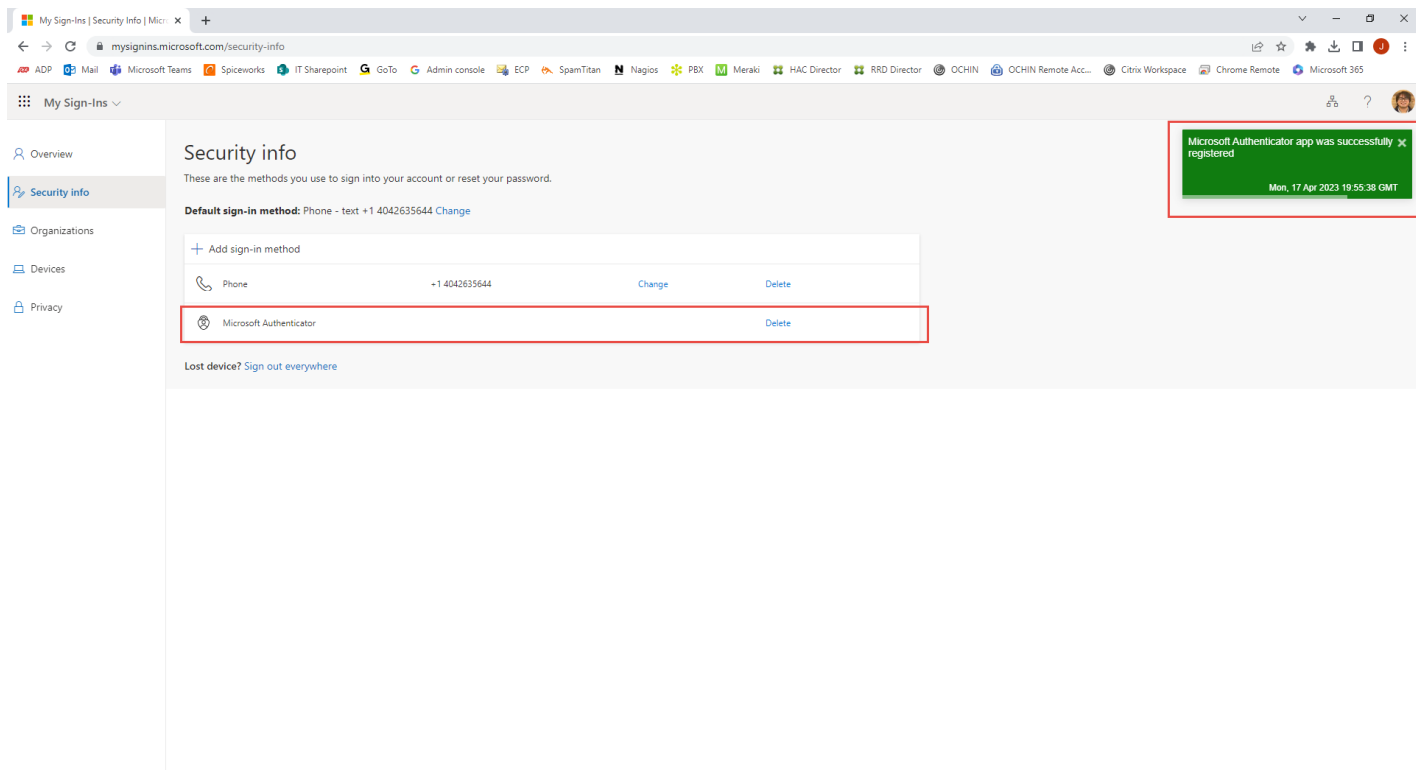 My Sign-Ins | Security Info | Micr
mysignins.microsoft.com/security-info
J
ADP Mail Microsoft Teams Spiceworks IT Sharepoint GoTo Admin console ECP SpamTitan Nagios PBX Meraki HAC Director RRD Director OCHIN OCHIN Remote Acc... Citrix Workspace Chrome Remote Microsoft 365
My Sign-Ins
?
Overview
Security info
Organizations
Devices
Privacy
Security info
These are the methods you use to sign into your account or reset your password.
Default sign-in method: Phone - text +1 4042635644 Change
+ Add sign-in method
Phone +1 4042635644 Change Delete
Microsoft Authenticator Delete
Lost device? Sign out everywhere
Microsoft Authenticator app was successfully
registered
Mon, 17 Apr 2023 19:55:38 GMT